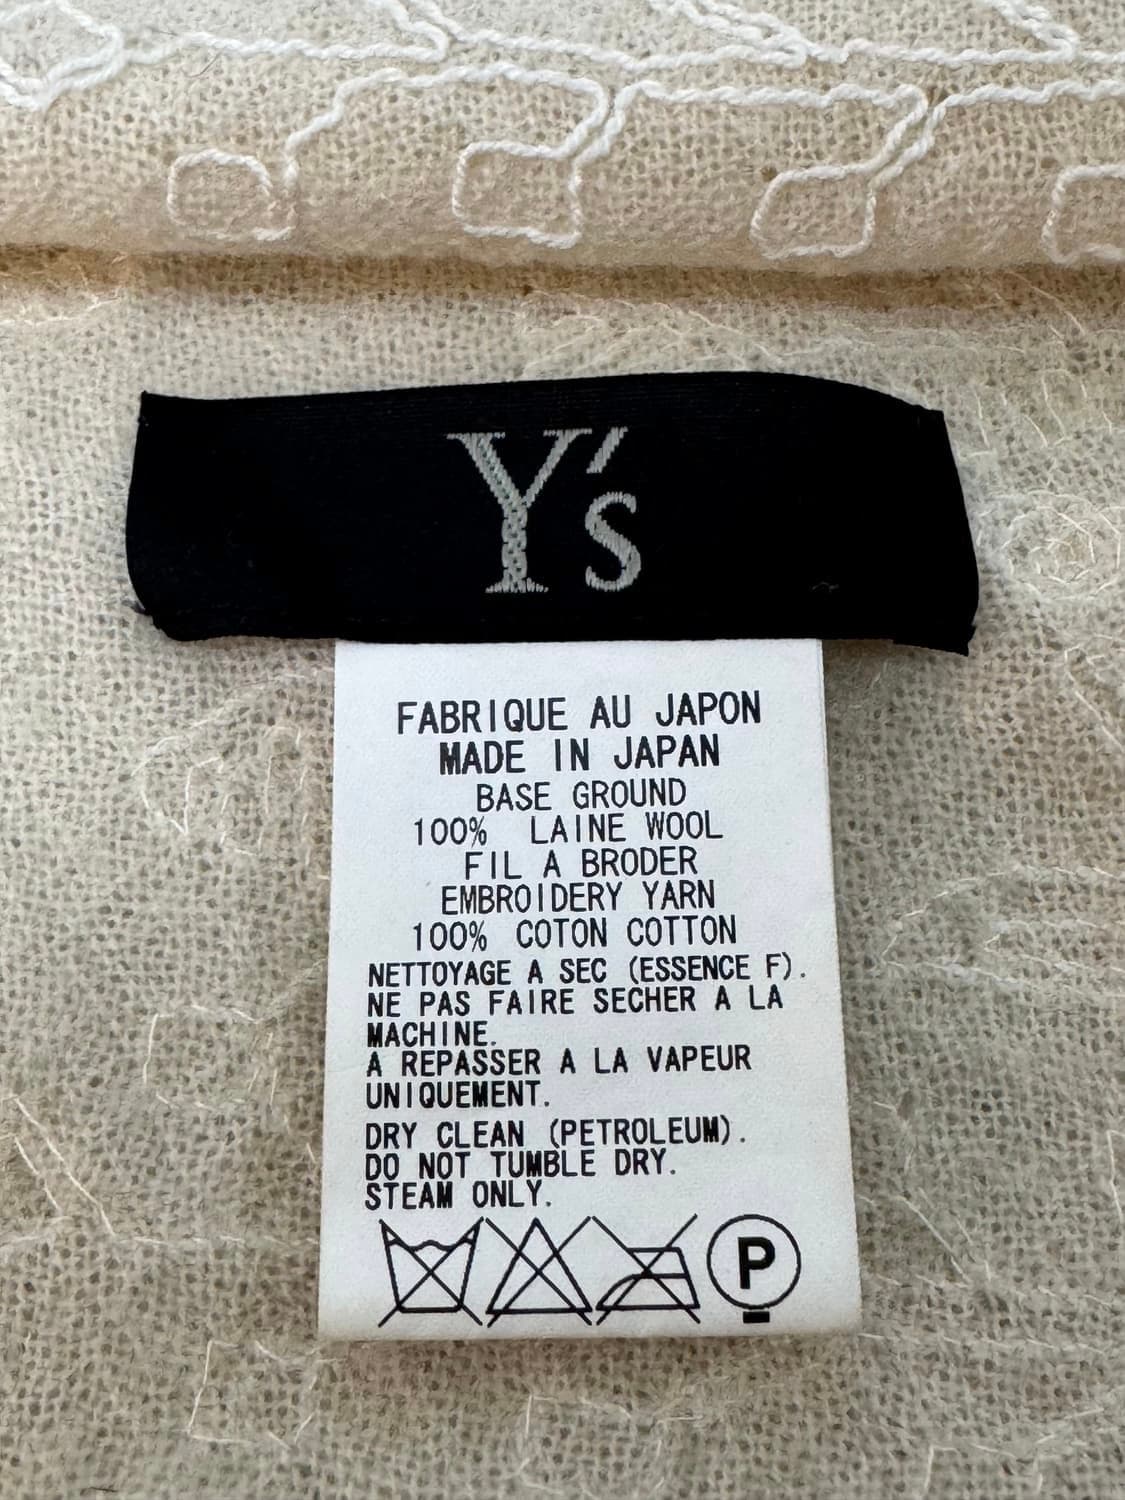 Y's
FABRIQUE AU JAPON
MADE IN JAPAN
BASE GROUND
100% LAINE WOOL
FIL A BRODER
EMBROIDERY YARN
100% COTON COTTON
NETTOYAGE A SEC (ESSENCE F).
NE PAS FAIRE SECHER A LA
MACHINE.
A REPASSER A LA VAPEUR
UNIQUEMENT.
DRY CLEAN (PETROLEUM).
DO NOT TUMBLE DRY.
STEAM ONLY.
P